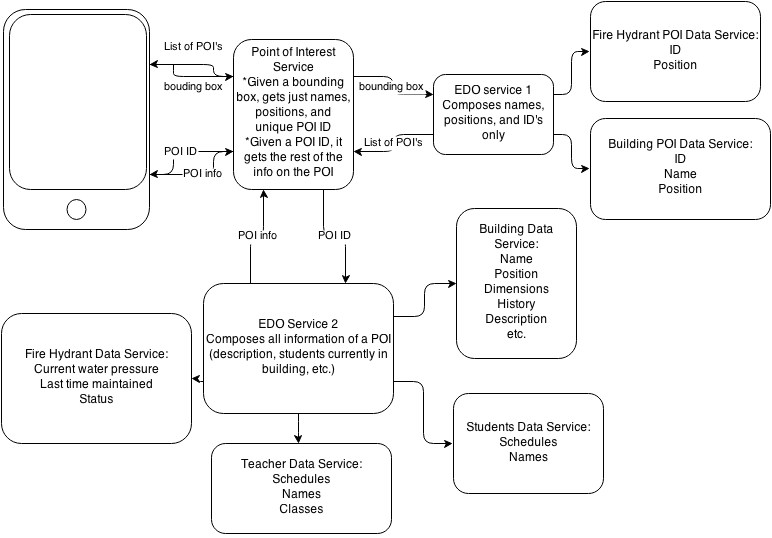 List of POI's
bouding box
POI ID
POI info
Point of Interest
Service
*Given a bounding
box, gets just names,
positions, and
unique POI ID
*Given a POI ID, it
gets the rest of the
info on the POI
bounding box
List of POI's
EDO service 1
Composes names,
positions, and ID's
only
Fire Hydrant POI Data Service:
ID
Position
Building POI Data Service:
ID
Name
Position
POI info
POI ID
Building Data
Service:
Name
Position
Dimensions
History
Description
etc.
EDO Service 2
Composes all information of a POI
(description, students currently in
building, etc.)
Fire Hydrant Data Service:
Current water pressure
Last time maintained
Status
Students Data Service:
Schedules
Names
Teacher Data Service:
Schedules
Names
Classes